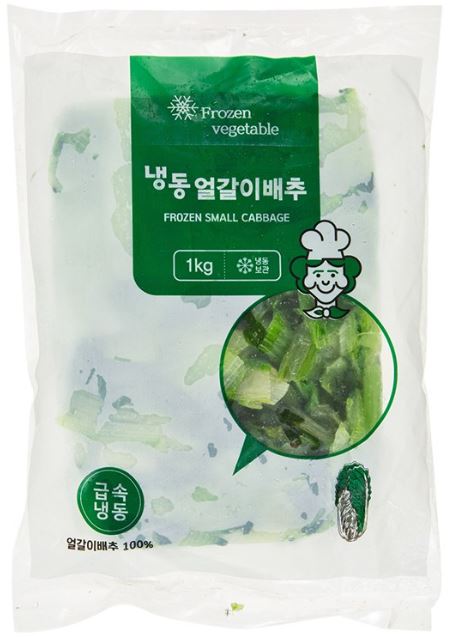 Frozen
vegetable
냉동얼갈이배추
FROZEN SMALL CABBAGE
1kg
냉동
보관
급속
냉동
얼갈이배추 100%